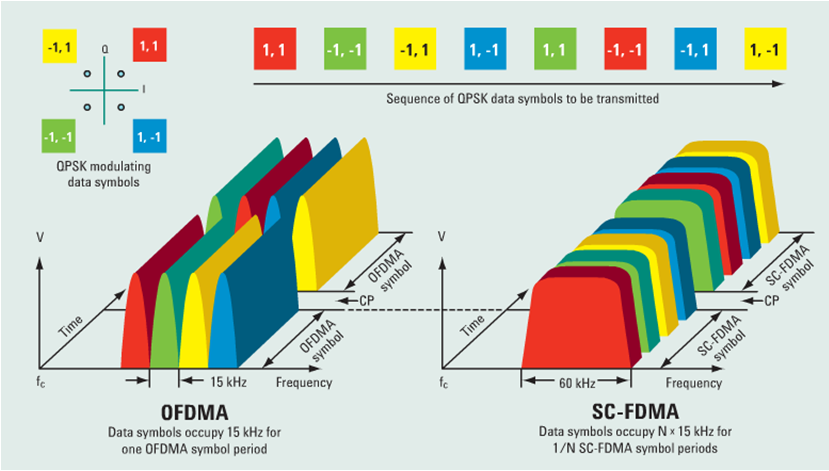 -1, 1
1, 1
Q
I
-1, -1
1, -1
QPSK modulating
data symbols
1, 1
-1, -1
-1, 1
1, -1
1, 1
-1, -1
-1, 1
1, -1
Sequence of QPSK data symbols to be transmitted
V
Time
fc
15 kHz
Frequency
OFDMA
symbol
CP
OFDMA
symbol
OFDMA
Data symbols occupy 15 kHz for
one OFDMA symbol period
V
Time
fc
60 kHz
Frequency
SC-FDMA
symbol
CP
SC-FDMA
symbol
SC-FDMA
Data symbols occupy N × 15 kHz for
1/N SC-FDMA symbol periods